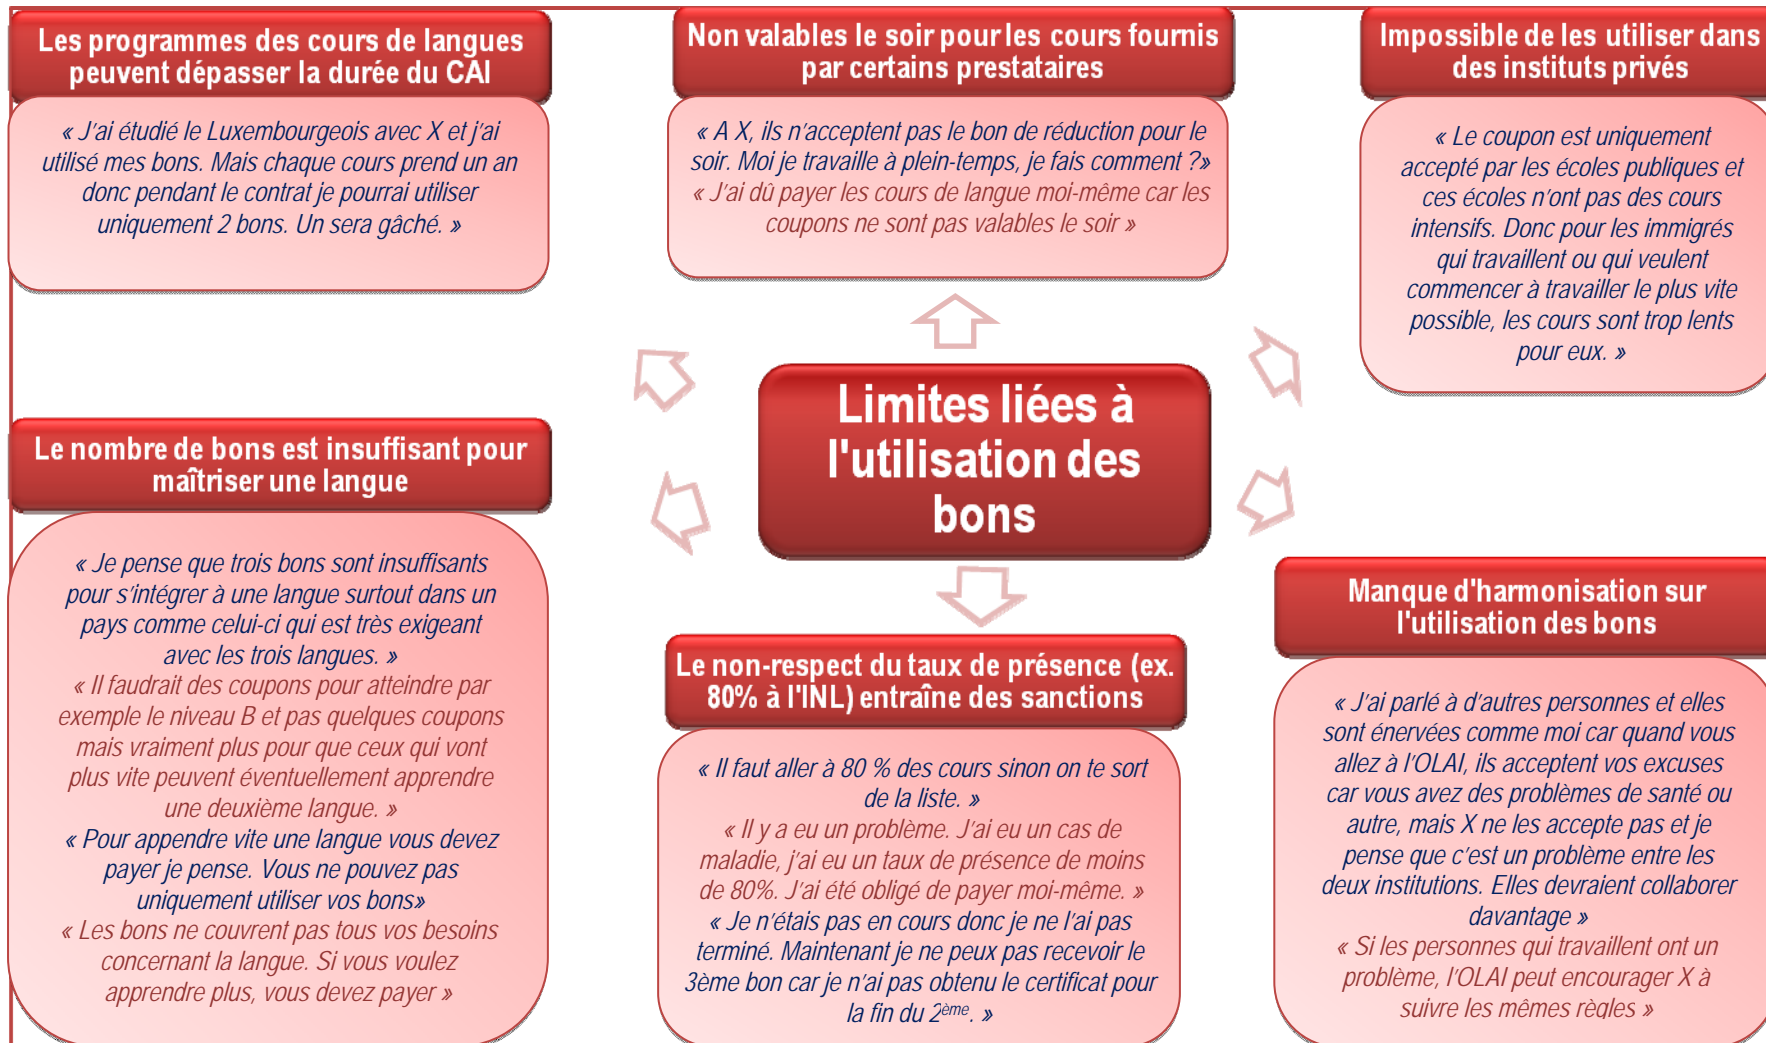 Les programmes des cours de langues
peuvent dépasser la durée du CAI
« J'ai étudié le Luxembourgeois avec X et j'ai
utilisé mes bons. Mais chaque cours prend un an
donc pendant le contrat je pourrai utiliser
uniquement 2 bons. Un sera gâché. »
Non valables le soir pour les cours fournis
par certains prestataires
« A X, ils n'acceptent pas le bon de réduction pour le
soir. Moi je travaille à plein-temps, je fais comment ?»
« J'ai dû payer les cours de langue moi-même car les
coupons ne sont pas valables le soir »
Impossible de les utiliser dans
des instituts privés
« Le coupon est uniquement
accepté par les écoles publiques et
ces écoles n'ont pas des cours
intensifs. Donc pour les immigrés
qui travaillent ou qui veulent
commencer à travailler le plus vite
possible, les cours sont trop lents
pour eux. »
Limites liées à
l'utilisation des
bons
Le nombre de bons est insuffisant pour
maîtriser une langue
« Je pense que trois bons sont insuffisants
pour s'intégrer à une langue surtout dans un
pays comme celui-ci qui est très exigeant
avec les trois langues. »
« Il faudrait des coupons pour atteindre par
exemple le niveau B et pas quelques coupons
mais vraiment plus pour que ceux qui vont
plus vite peuvent éventuellement apprendre
une deuxième langue. »
« Pour appendre vite une langue vous devez
payer je pense. Vous ne pouvez pas
uniquement utiliser vos bons»
« Les bons ne couvrent pas tous vos besoins
concernant la langue. Si vous voulez
apprendre plus, vous devez payer »
Le non-respect du taux de présence (ex.
80% à l'INL) entraîne des sanctions
« Il faut aller à 80 % des cours sinon on te sort
de la liste. »
« Il y a eu un problème. J'ai eu un cas de
maladie, j'ai eu un taux de présence de moins
de 80%. J'ai été obligé de payer moi-même. »
« Je n'étais pas en cours donc je ne l'ai pas
terminé. Maintenant je ne peux pas recevoir le
3ème bon car je n'ai pas obtenu le certificat pour
la fin du 2ème. »
Manque d'harmonisation sur
l'utilisation des bons
« J'ai parlé à d'autres personnes et elles
sont énervées comme moi car quand vous
allez à l'OLAI, ils acceptent vos excuses
car vous avez des problèmes de santé ou
autre, mais X ne les accepte pas et je
pense que c'est un problème entre les
deux institutions. Elles devraient collaborer
davantage »
« Si les personnes qui travaillent ont un
problème, l'OLAI peut encourager X à
suivre les mêmes règles »